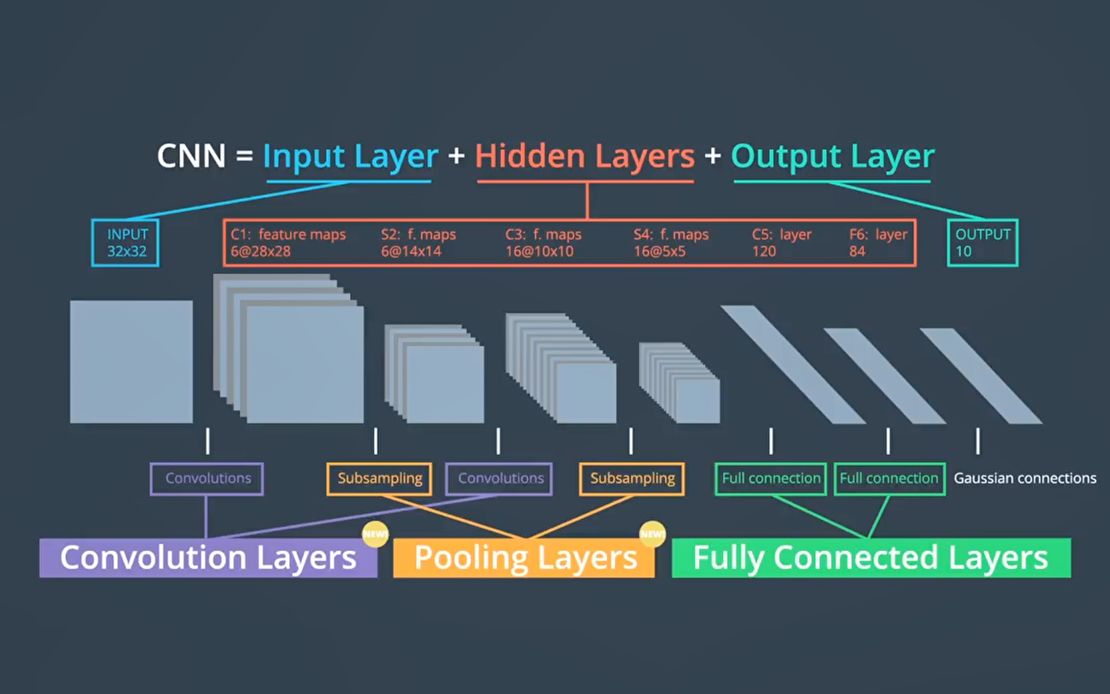 CNN = Input Layer + Hidden Layers + Output Layer
INPUT
32x32
C1: feature maps
6@28x28
S2: f. maps
6@14x14
C3: f. maps
16@10x10
S4: f. maps
16@5x5
C5: layer
120
F6: layer
84
OUTPUT
10
Convolutions
Subsampling
Convolutions
Subsampling
Full connection
Full connection
Gaussian connections
Convolution Layers
NEW!
Pooling Layers
NEW!
Fully Connected Layers